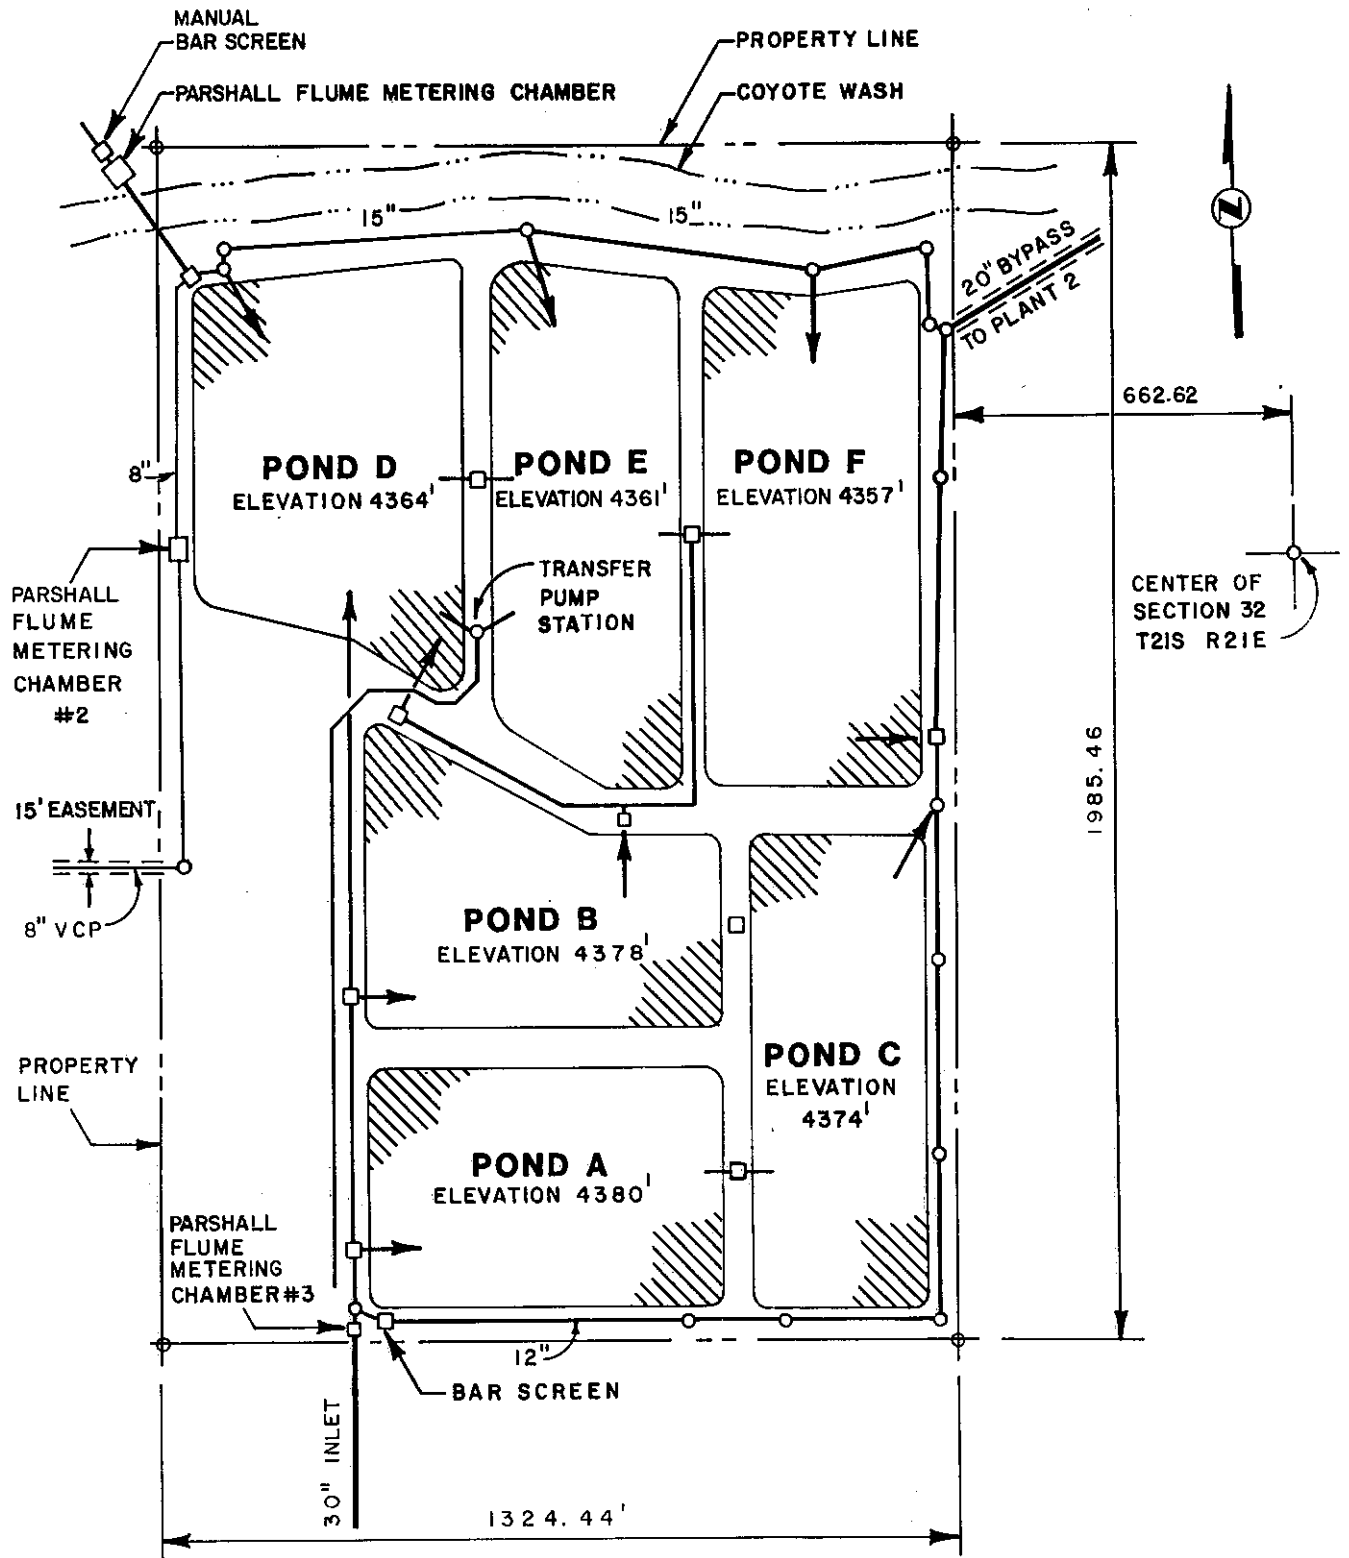 MANUAL
BAR SCREEN
PARSHALL FLUME METERING CHAMBER
PROPERTY LINE
COYOTE WASH
15"
15"
20" BYPASS
TO PLANT 2
Z
662.62
8"
POND D
ELEVATION 4364'
POND E
ELEVATION 4361'
POND F
ELEVATION 4357'
PARSHALL
FLUME
METERING
CHAMBER
#2
TRANSFER
PUMP
STATION
CENTER OF
SECTION 32
T21S R21E
1985.46
15' EASEMENT
8" VCP
POND B
ELEVATION 4378'
PROPERTY
LINE
POND C
ELEVATION
4374'
POND A
ELEVATION 4380'
PARSHALL
FLUME
METERING
CHAMBER #3
12"
BAR SCREEN
30" INLET
1324.44'